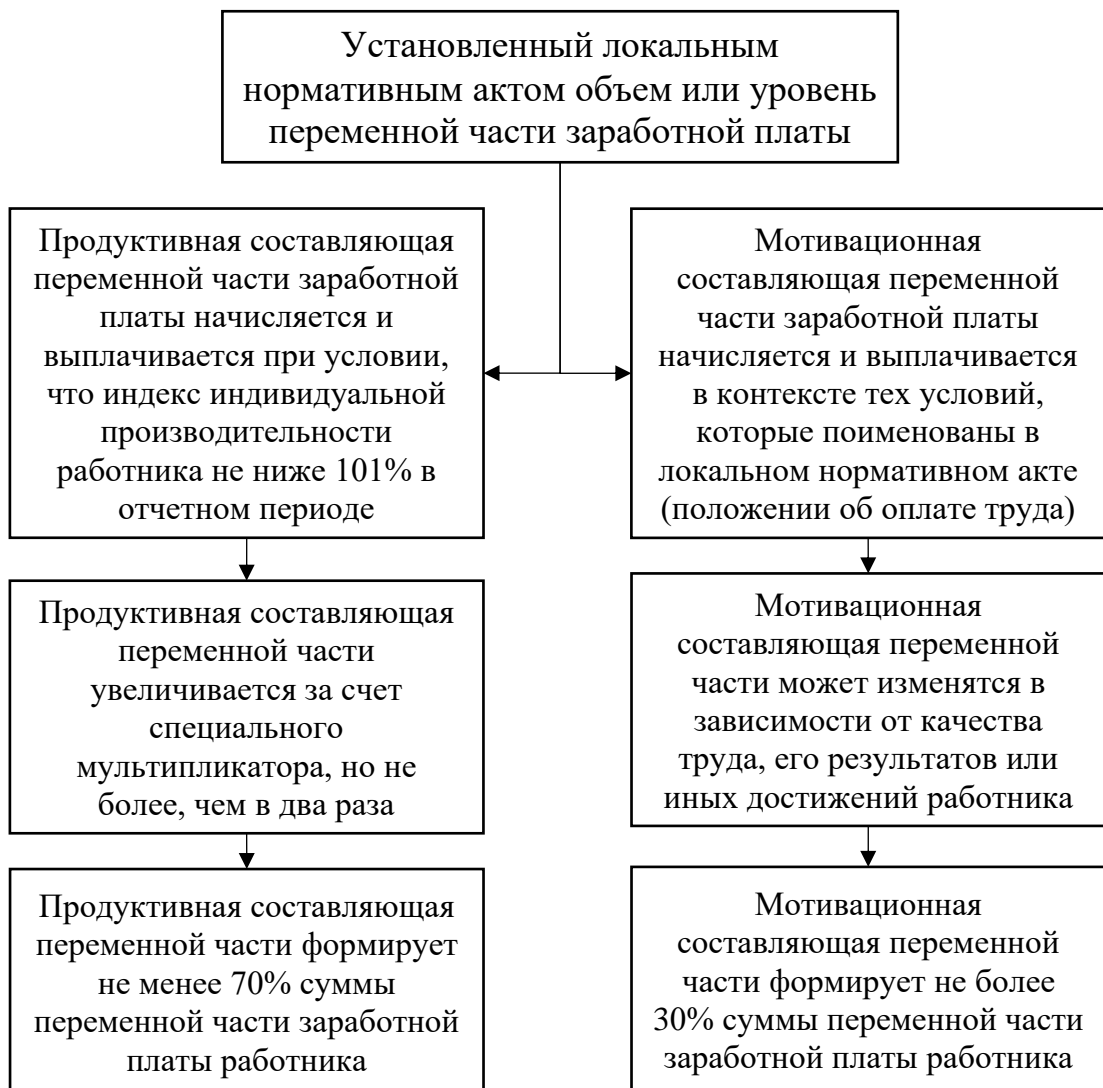 Установленный локальным
нормативным актом объем или уровень
переменной части заработной платы
Продуктивная составляющая
переменной части заработной
платы начисляется и
выплачивается при условии,
что индекс индивидуальной
производительности
работника не ниже 101% в
отчетном периоде
Мотивационная
составляющая переменной
части заработной платы
начисляется и выплачивается
в контексте тех условий,
которые поименованы в
локальном нормативном акте
(положении об оплате труда)
Продуктивная составляющая
переменной части
увеличивается за счет
специального
мультипликатора, но не
более, чем в два раза
Мотивационная
составляющая переменной
части может изменятся в
зависимости от качества
труда, его результатов или
иных достижений работника
Продуктивная составляющая
переменной части формирует
не менее 70% суммы
переменной части заработной
платы работника
Мотивационная
составляющая переменной
части формирует не более
30% суммы переменной части
заработной платы работника